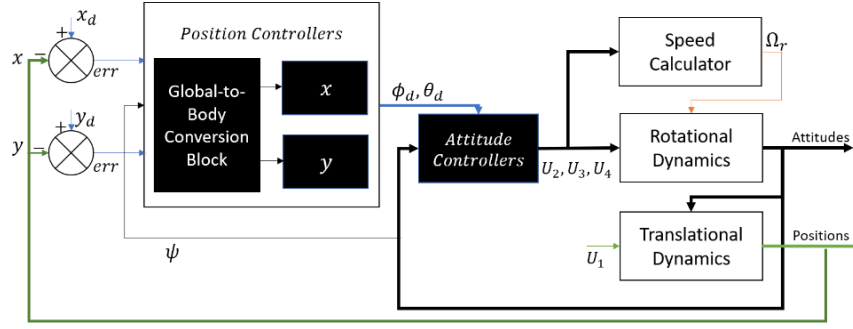 x_d
x
+
−
err
Position Controllers
Global-to-
Body
Conversion
Block
x
y
y_d
y
+
−
err
ψ
ϕ_d, θ_d
Attitude
Controllers
U_2, U_3, U_4
Speed
Calculator
Ω_r
Rotational
Dynamics
Attitudes
Translational
Dynamics
Positions
U_1